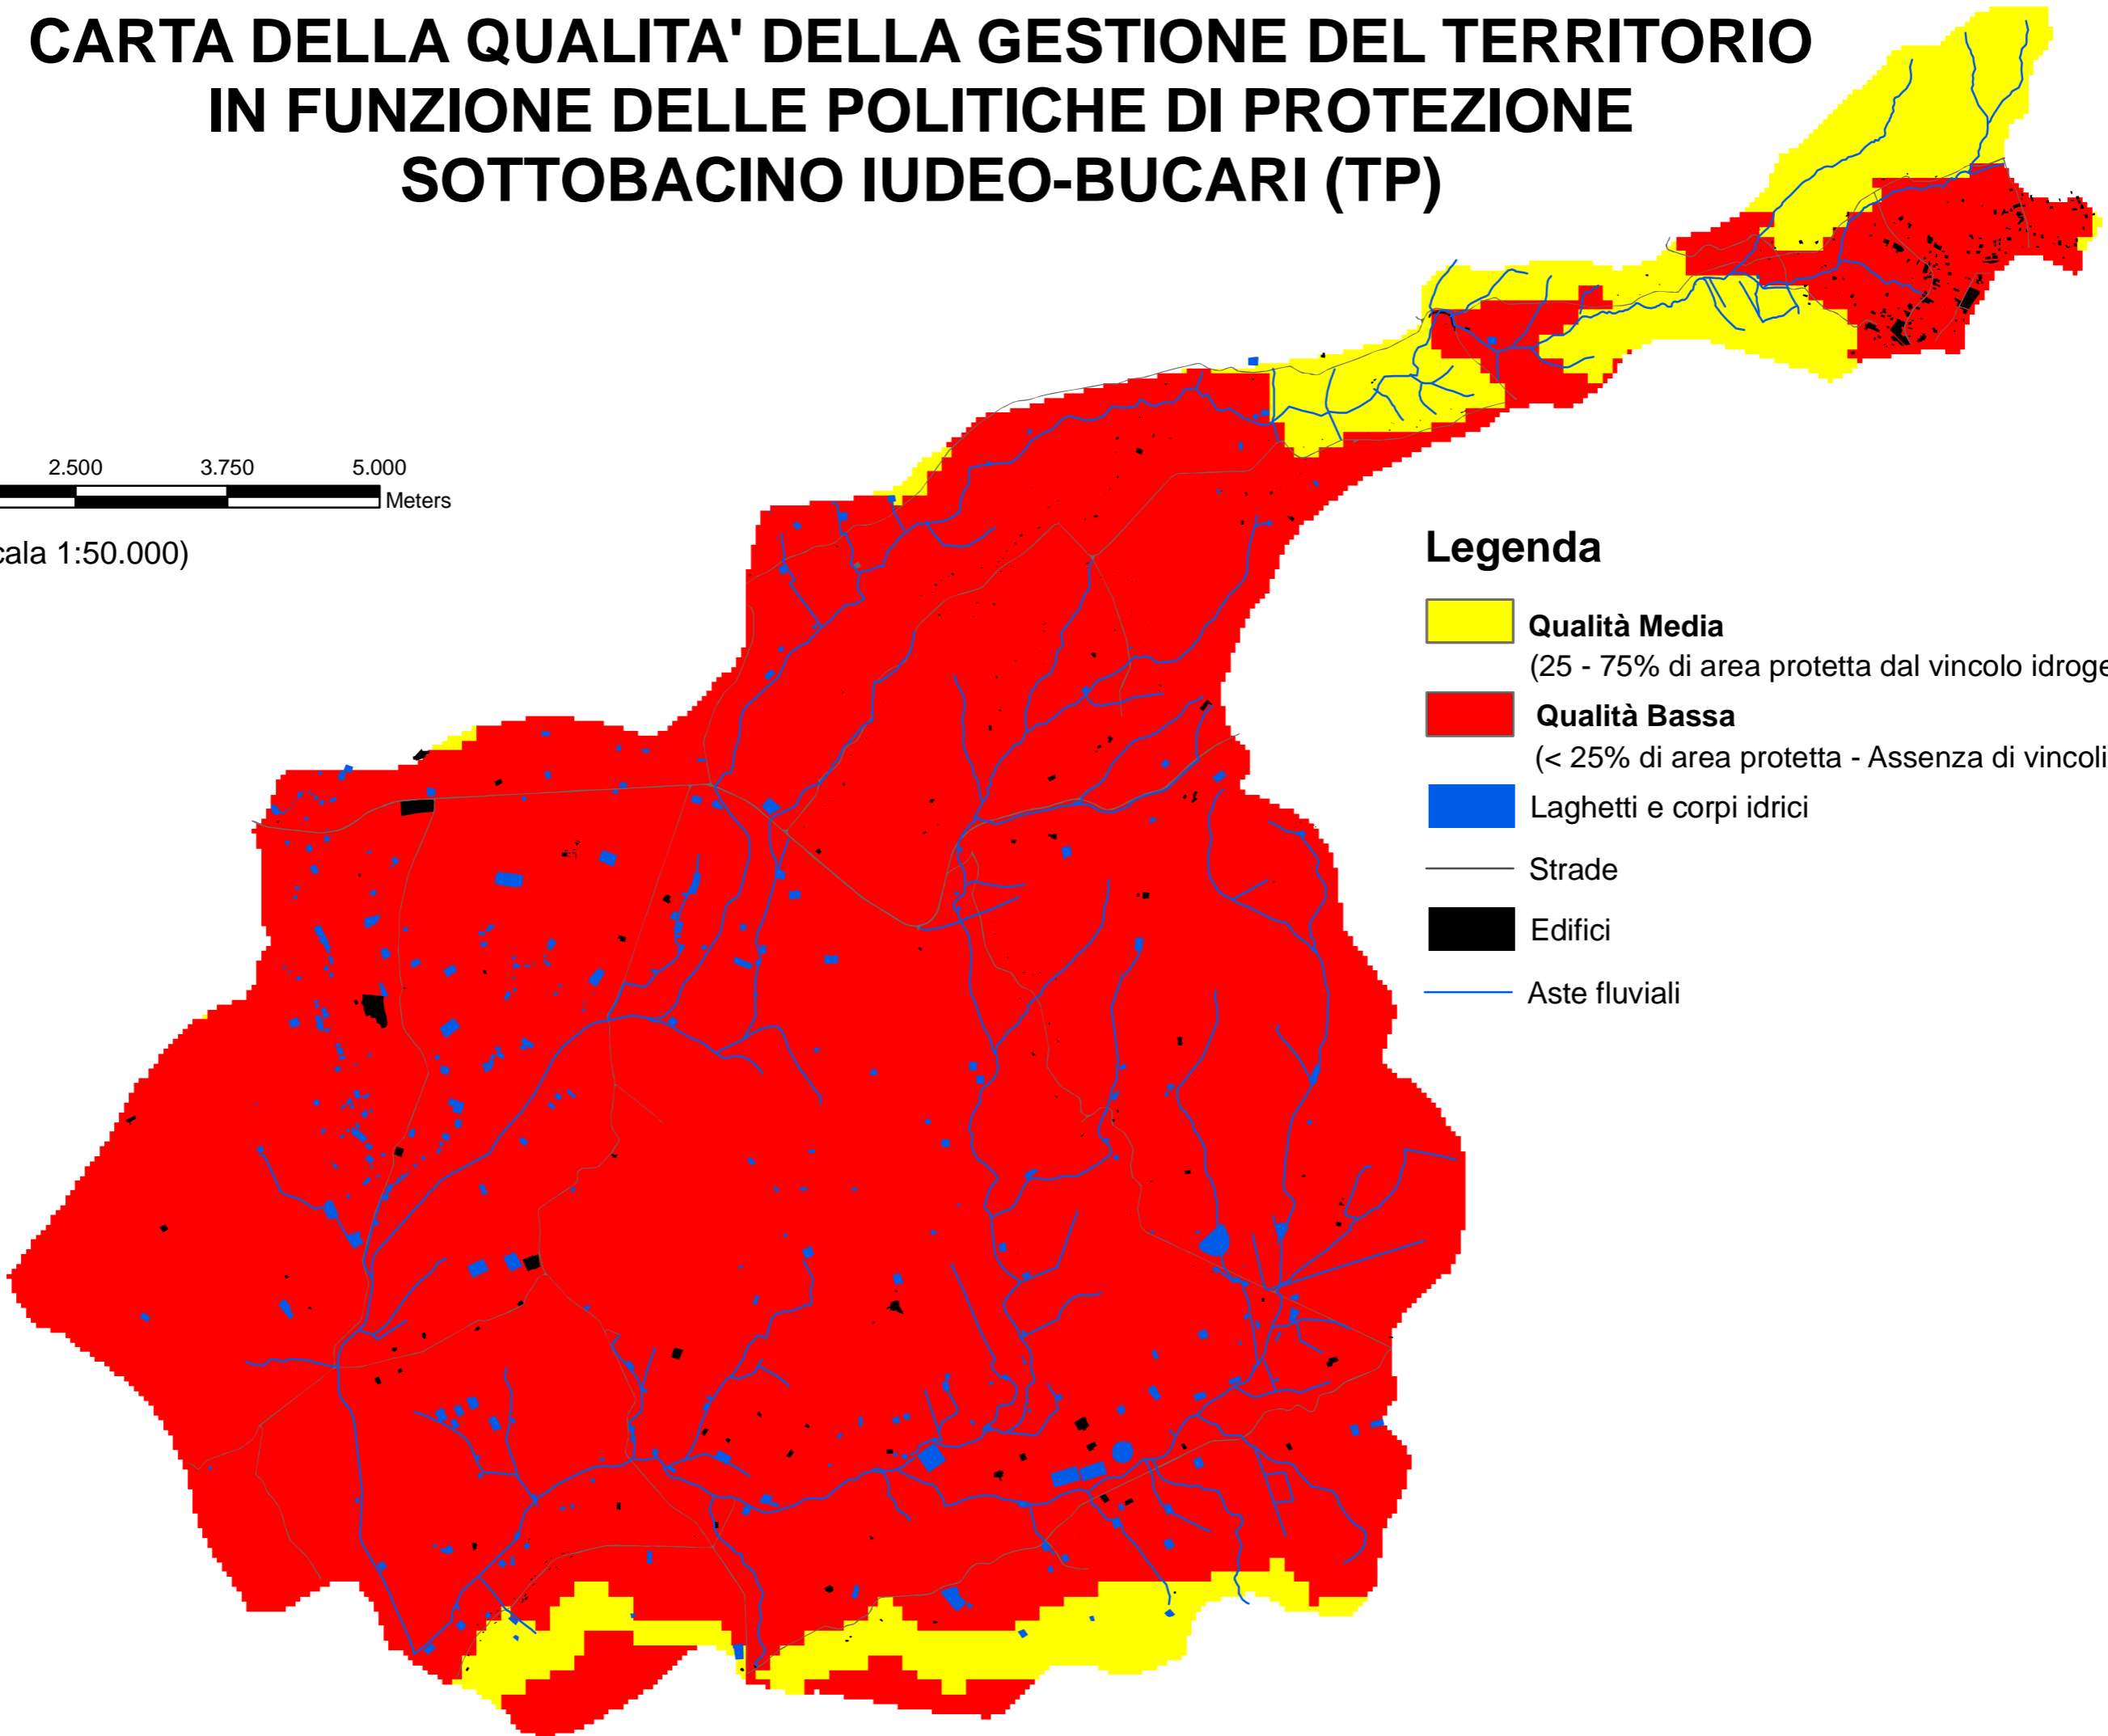 CARTA DELLA QUALITA' DELLA GESTIONE DEL TERRITORIO
IN FUNZIONE DELLE POLITICHE DI PROTEZIONE
SOTTOBACINO IUDEO-BUCARI (TP)
2.500 3.750 5.000
Meters
cala 1:50.000)
Legenda
Qualità Media
(25 - 75% di area protetta dal vincolo idroge
Qualità Bassa
(< 25% di area protetta - Assenza di vincoli
Laghetti e corpi idrici
Strade
Edifici
Aste fluviali